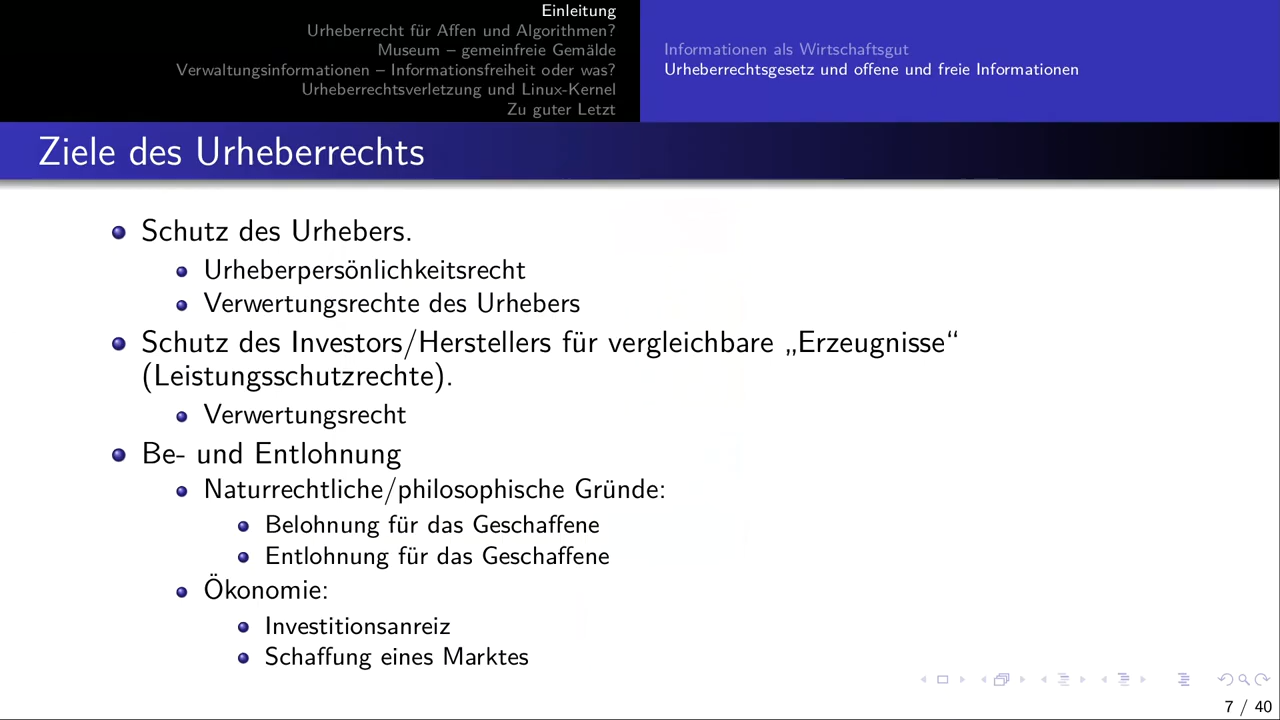 Einleitung
Urheberrecht für Affen und Algorithmen?
Museum – gemeinfreie Gemälde
Verwaltungsinformationen – Informationsfreiheit oder was?
Urheberrechtsverletzung und Linux-Kernel
Zu guter Letzt
Informationen als Wirtschaftsgut
Urheberrechtsgesetz und offene und freie Informationen
Ziele des Urheberrechts
Schutz des Urhebers.
Urheberpersönlichkeitsrecht
Verwertungsrechte des Urhebers
Schutz des Investors/Herstellers für vergleichbare „Erzeugnisse“
(Leistungsschutzrechte).
Verwertungsrecht
Be- und Entlohnung
Naturrechtliche/philosophische Gründe:
Belohnung für das Geschaffene
Entlohnung für das Geschaffene
Ökonomie:
Investitionsanreiz
Schaffung eines Marktes
7 / 40